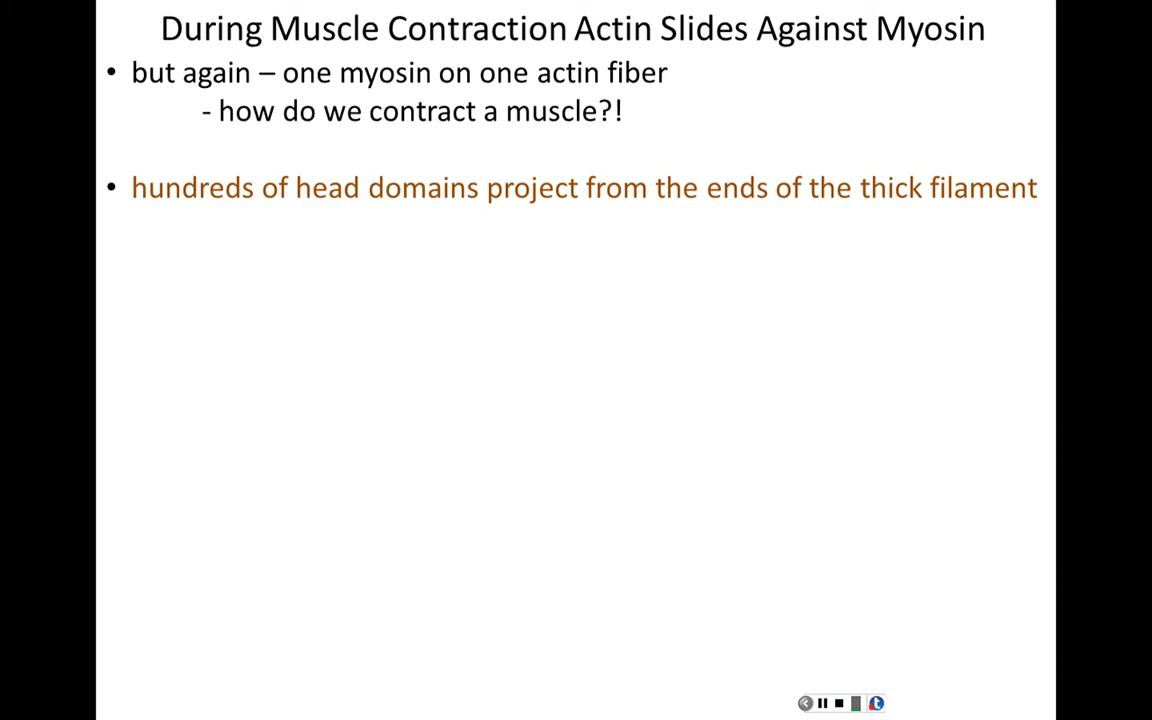 During Muscle Contraction Actin Slides Against Myosin
• but again – one myosin on one actin fiber
- how do we contract a muscle?!
• hundreds of head domains project from the ends of the thick filament